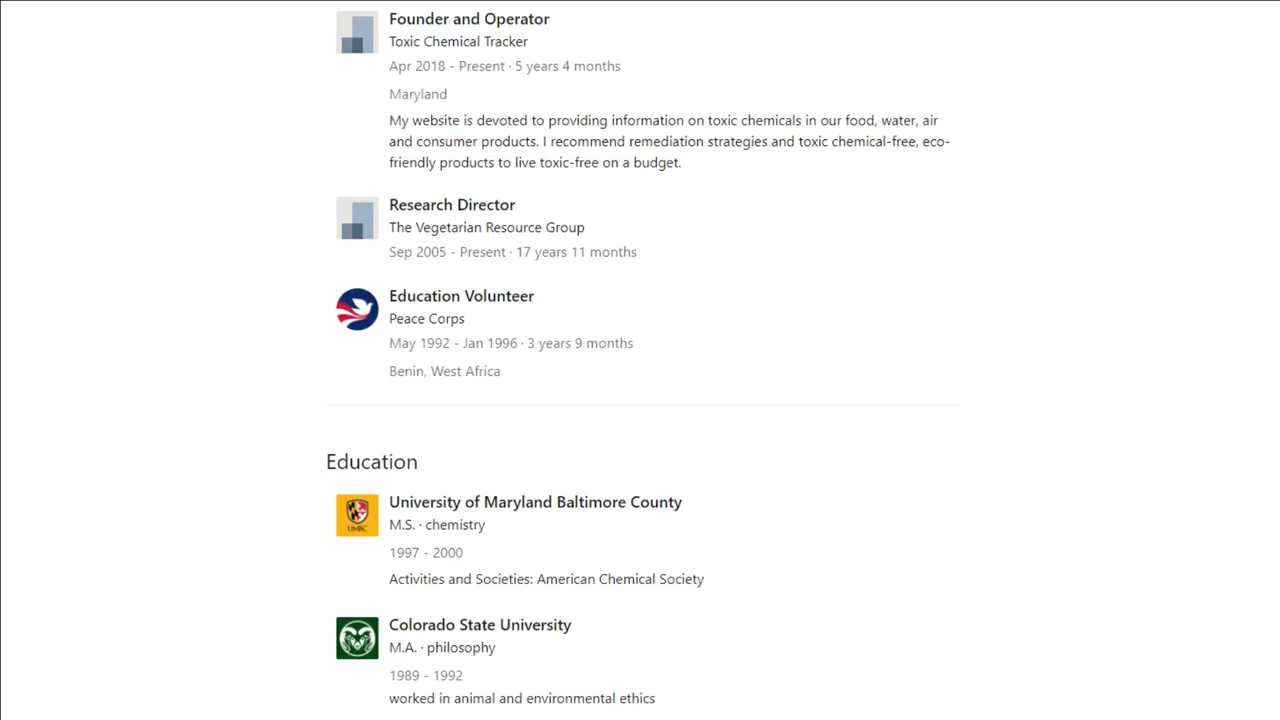 Founder and Operator
Toxic Chemical Tracker
Apr 2018 - Present · 5 years 4 months
Maryland
My website is devoted to providing information on toxic chemicals in our food, water, air
and consumer products. I recommend remediation strategies and toxic chemical-free, eco-
friendly products to live toxic-free on a budget.
Research Director
The Vegetarian Resource Group
Sep 2005 - Present · 17 years 11 months
Education Volunteer
Peace Corps
May 1992 - Jan 1996 · 3 years 9 months
Benin, West Africa
Education
University of Maryland Baltimore County
UMBC
M.S. · chemistry
1997 - 2000
Activities and Societies: American Chemical Society
Colorado State University
M.A. · philosophy
1989 - 1992
worked in animal and environmental ethics